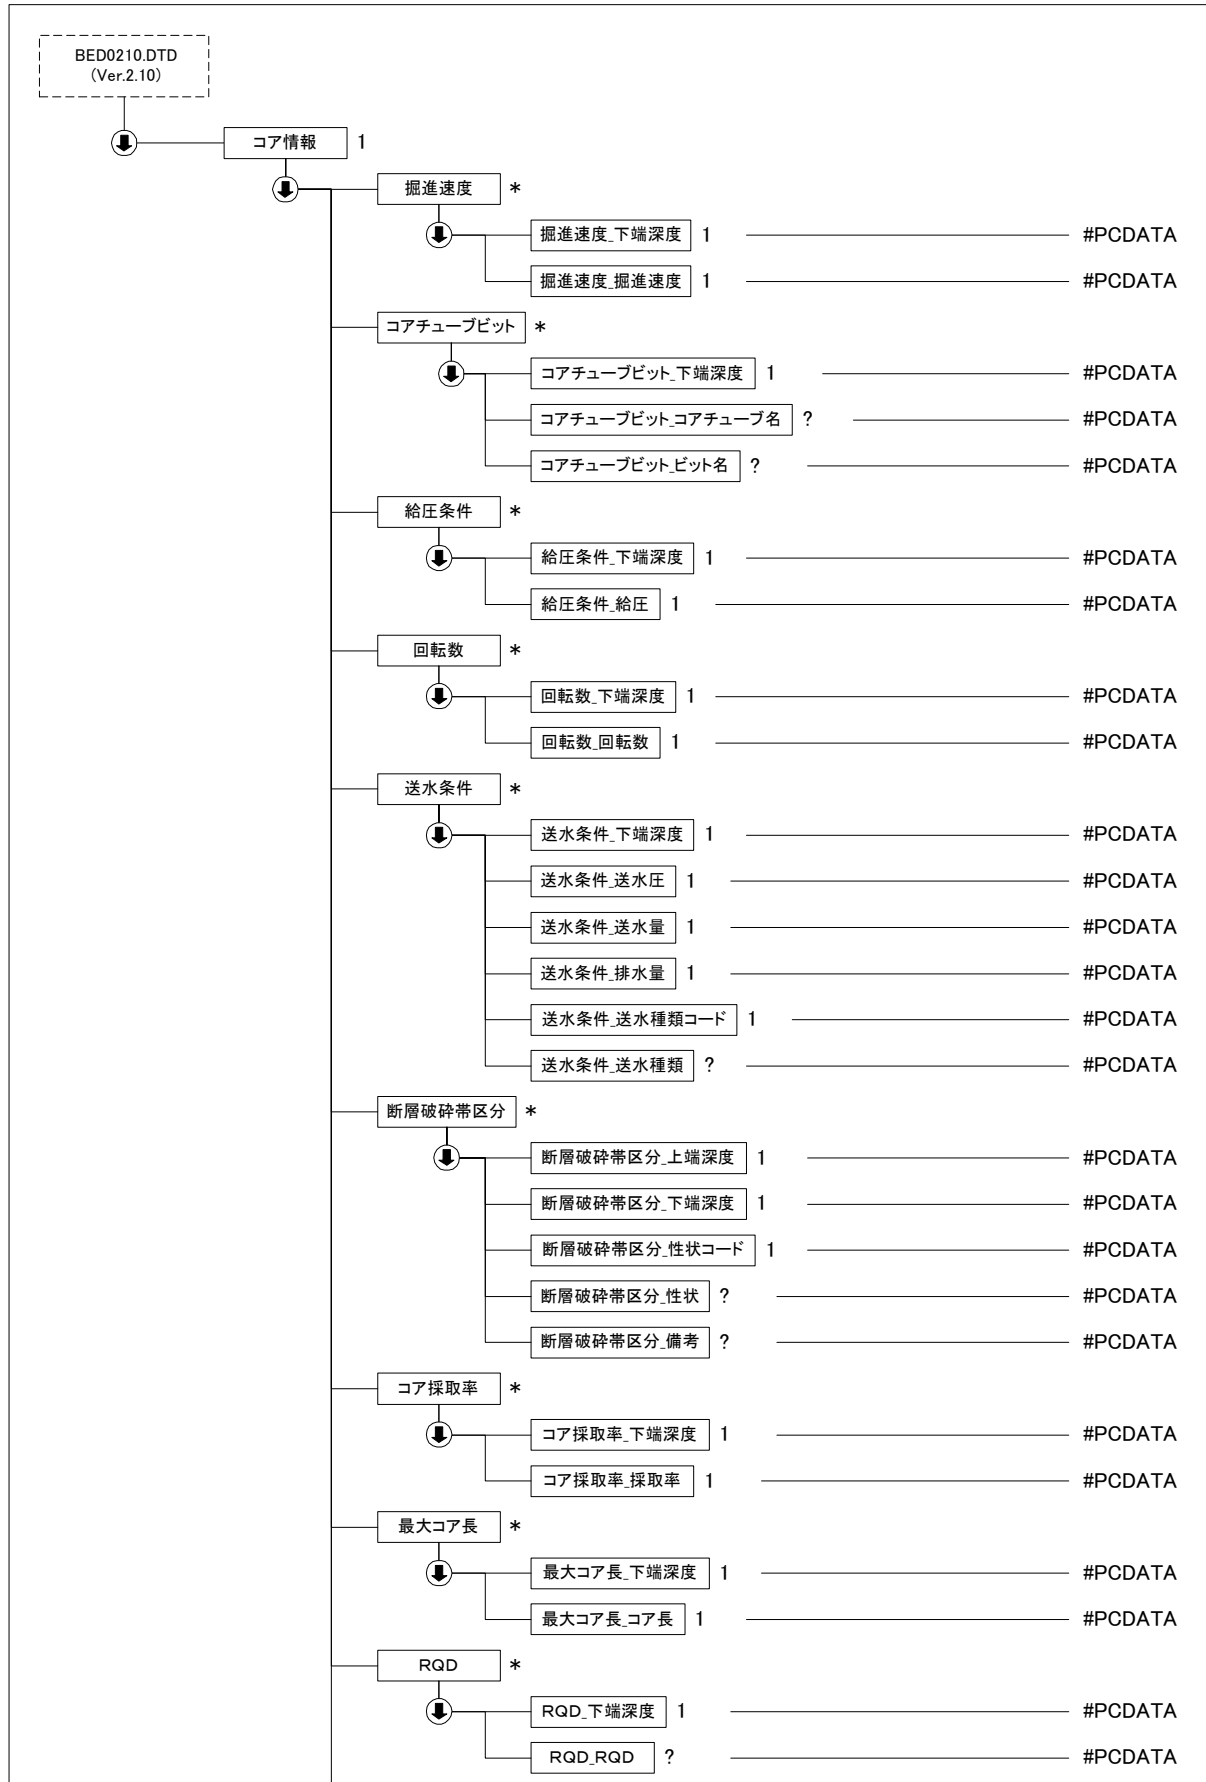 BED0210.DTD
(Ver.2.10)
コア情報 1
掘進速度 *
掘進速度_下端深度 1 #PCDATA
掘進速度_掘進速度 1 #PCDATA
コアチューブビット *
コアチューブビット_下端深度 1 #PCDATA
コアチューブビット_コアチューブ名 ? #PCDATA
コアチューブビット_ビット名 ? #PCDATA
給圧条件 *
給圧条件_下端深度 1 #PCDATA
給圧条件_給圧 1 #PCDATA
回転数 *
回転数_下端深度 1 #PCDATA
回転数_回転数 1 #PCDATA
送水条件 *
送水条件_下端深度 1 #PCDATA
送水条件_送水圧 1 #PCDATA
送水条件_送水量 1 #PCDATA
送水条件_排水量 1 #PCDATA
送水条件_送水種類コード 1 #PCDATA
送水条件_送水種類 ? #PCDATA
断層破砕帯区分 *
断層破砕帯区分_上端深度 1 #PCDATA
断層破砕帯区分_下端深度 1 #PCDATA
断層破砕帯区分_性状コード 1 #PCDATA
断層破砕帯区分_性状 ? #PCDATA
断層破砕帯区分_備考 ? #PCDATA
コア採取率 *
コア採取率_下端深度 1 #PCDATA
コア採取率_採取率 1 #PCDATA
最大コア長 *
最大コア長_下端深度 1 #PCDATA
最大コア長_コア長 1 #PCDATA
RQD *
RQD_下端深度 1 #PCDATA
RQD_RQD ? #PCDATA